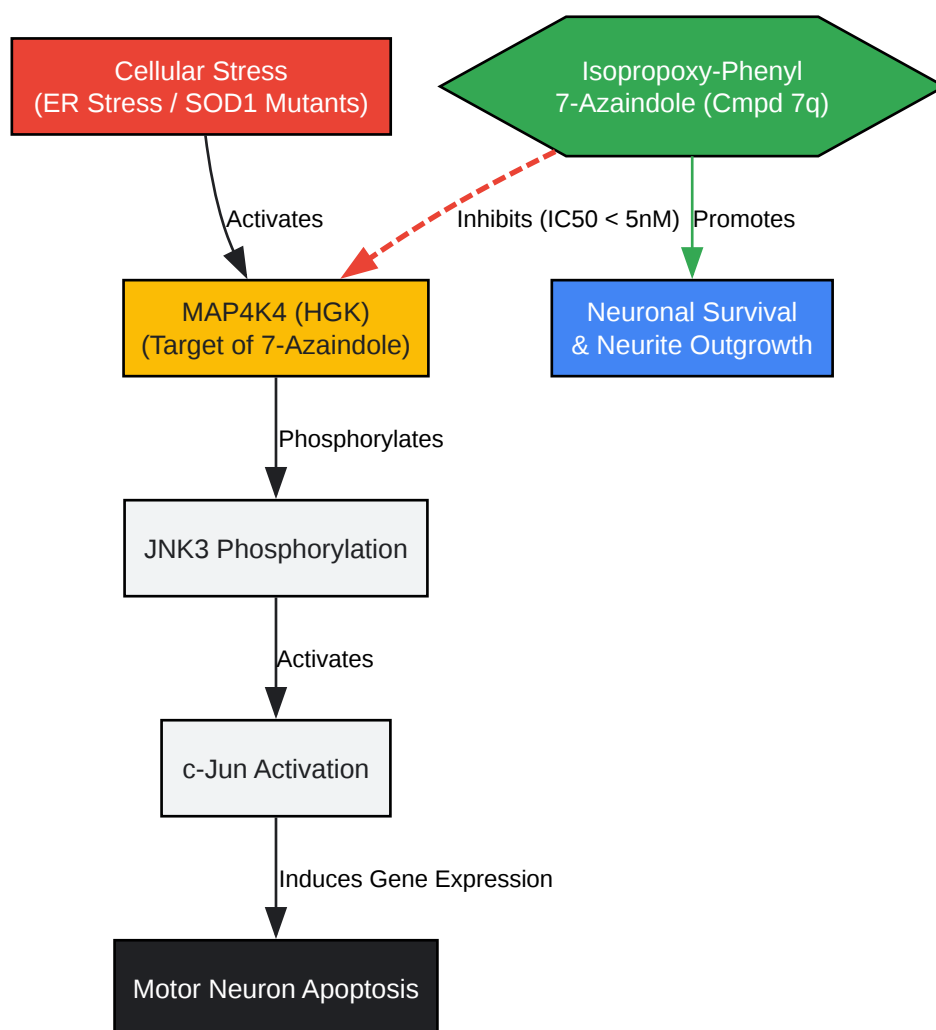 Cellular Stress
(ER Stress / SOD1 Mutants)
Isopropoxy-Phenyl
7-Azaindole (Cmpd 7q)
Activates
Inhibits (IC50 < 5nM)
Promotes
MAP4K4 (HGK)
(Target of 7-Azaindole)
Neuronal Survival
& Neurite Outgrowth
Phosphorylates
JNK3 Phosphorylation
Activates
c-Jun Activation
Induces Gene Expression
Motor Neuron Apoptosis